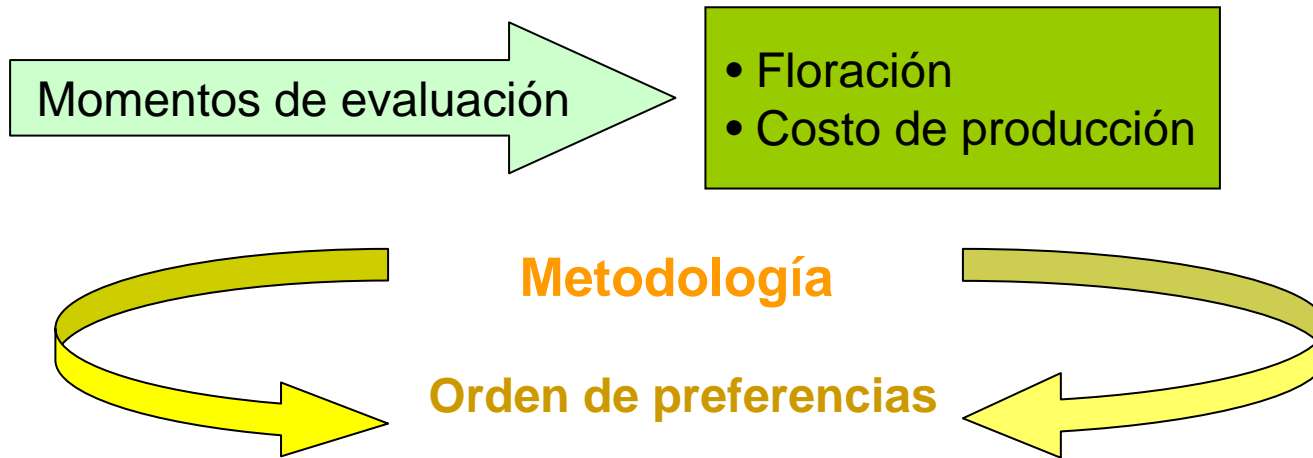 Momentos de evaluación
• Floración
• Costo de producción
Metodología
Orden de preferencias